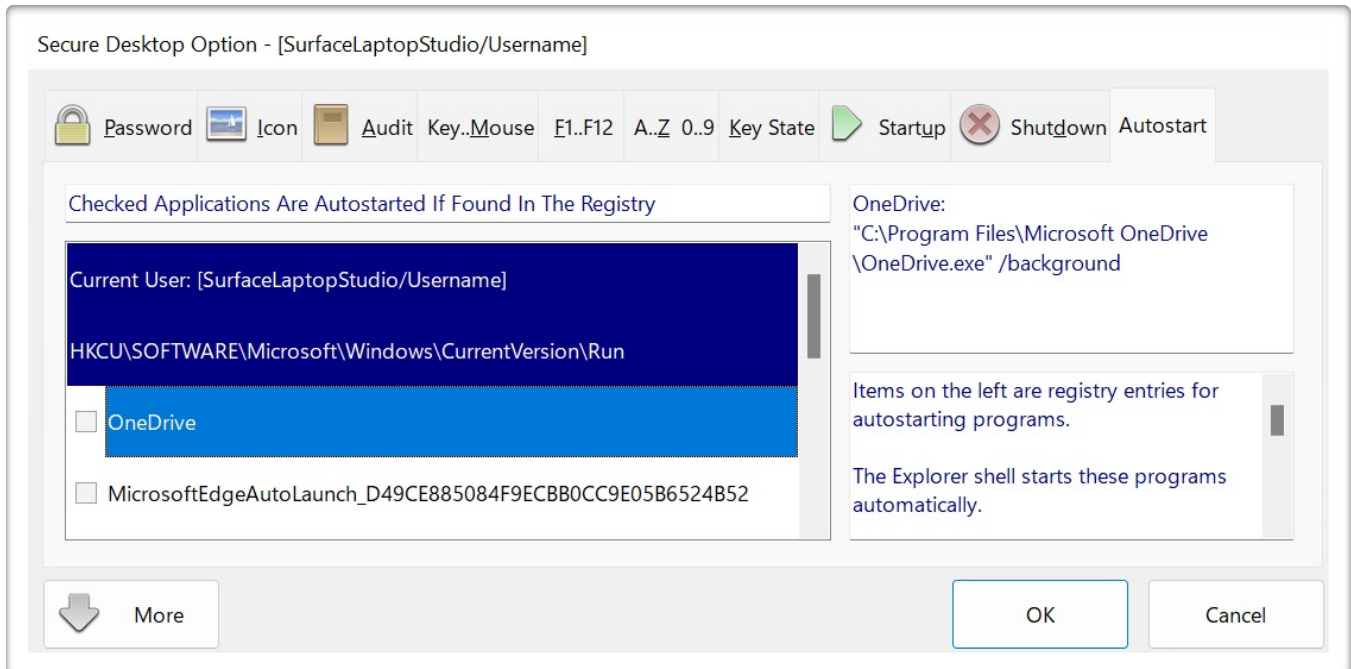 Secure Desktop Option - [SurfaceLaptopStudio/Username]
Password Icon Audit Key..Mouse F1..F12 A..Z 0..9 Key State Startup Shutdown Autostart
Checked Applications Are Autostarted If Found In The Registry
Current User: [SurfaceLaptopStudio/Username]
HKCU\SOFTWARE\Microsoft\Windows\CurrentVersion\Run
OneDrive
MicrosoftEdgeAutoLaunch_D49CE885084F9ECBB0CC9E05B6524B52
OneDrive:
"C:\Program Files\Microsoft OneDrive
\OneDrive.exe" /background
Items on the left are registry entries for
autostarting programs.
The Explorer shell starts these programs
automatically.
More
OK
Cancel